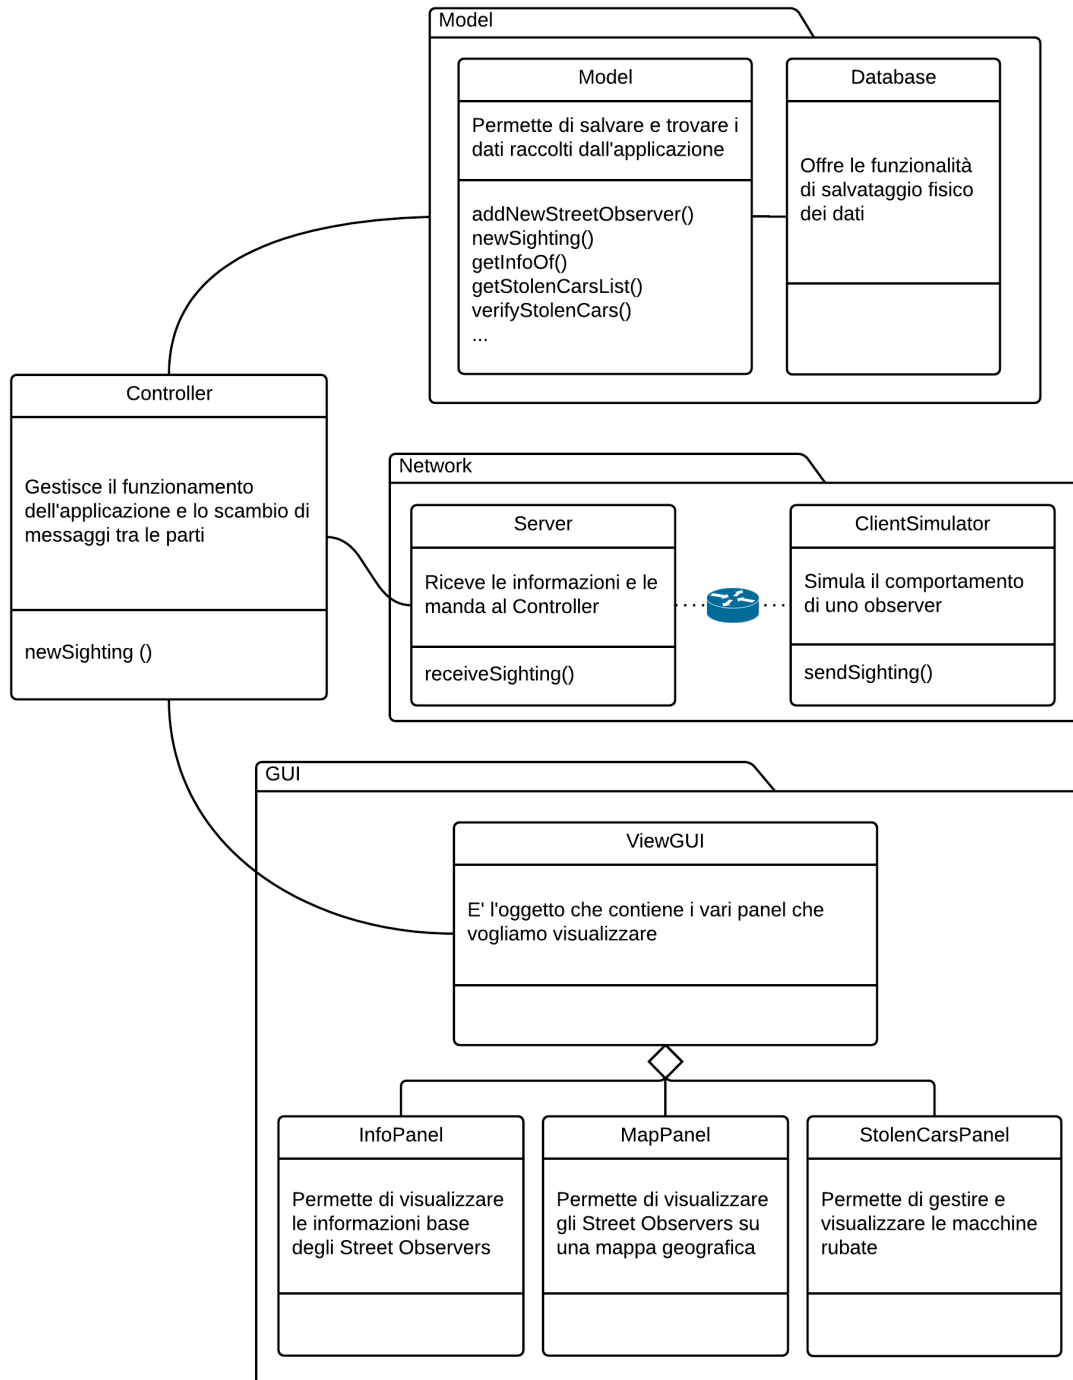 Model
Model
Permette di salvare e trovare i
dati raccolti dall'applicazione
addNewStreetObserver()
newSighting()
getInfoOf()
getStolenCarsList()
verifyStolenCars()
...
Database
Offre le funzionalità
di salvataggio fisico
dei dati
Controller
Gestisce il funzionamento
dell'applicazione e lo scambio di
messaggi tra le parti
newSighting ()
Network
Server
Riceve le informazioni e le
manda al Controller
receiveSighting()
ClientSimulator
Simula il comportamento
di uno observer
sendSighting()
GUI
ViewGUI
E' l'oggetto che contiene i vari panel che
vogliamo visualizzare
InfoPanel
Permette di visualizzare
le informazioni base
degli Street Observers
MapPanel
Permette di visualizzare
gli Street Observers su
una mappa geografica
StolenCarsPanel
Permette di gestire e
visualizzare le macchine
rubate